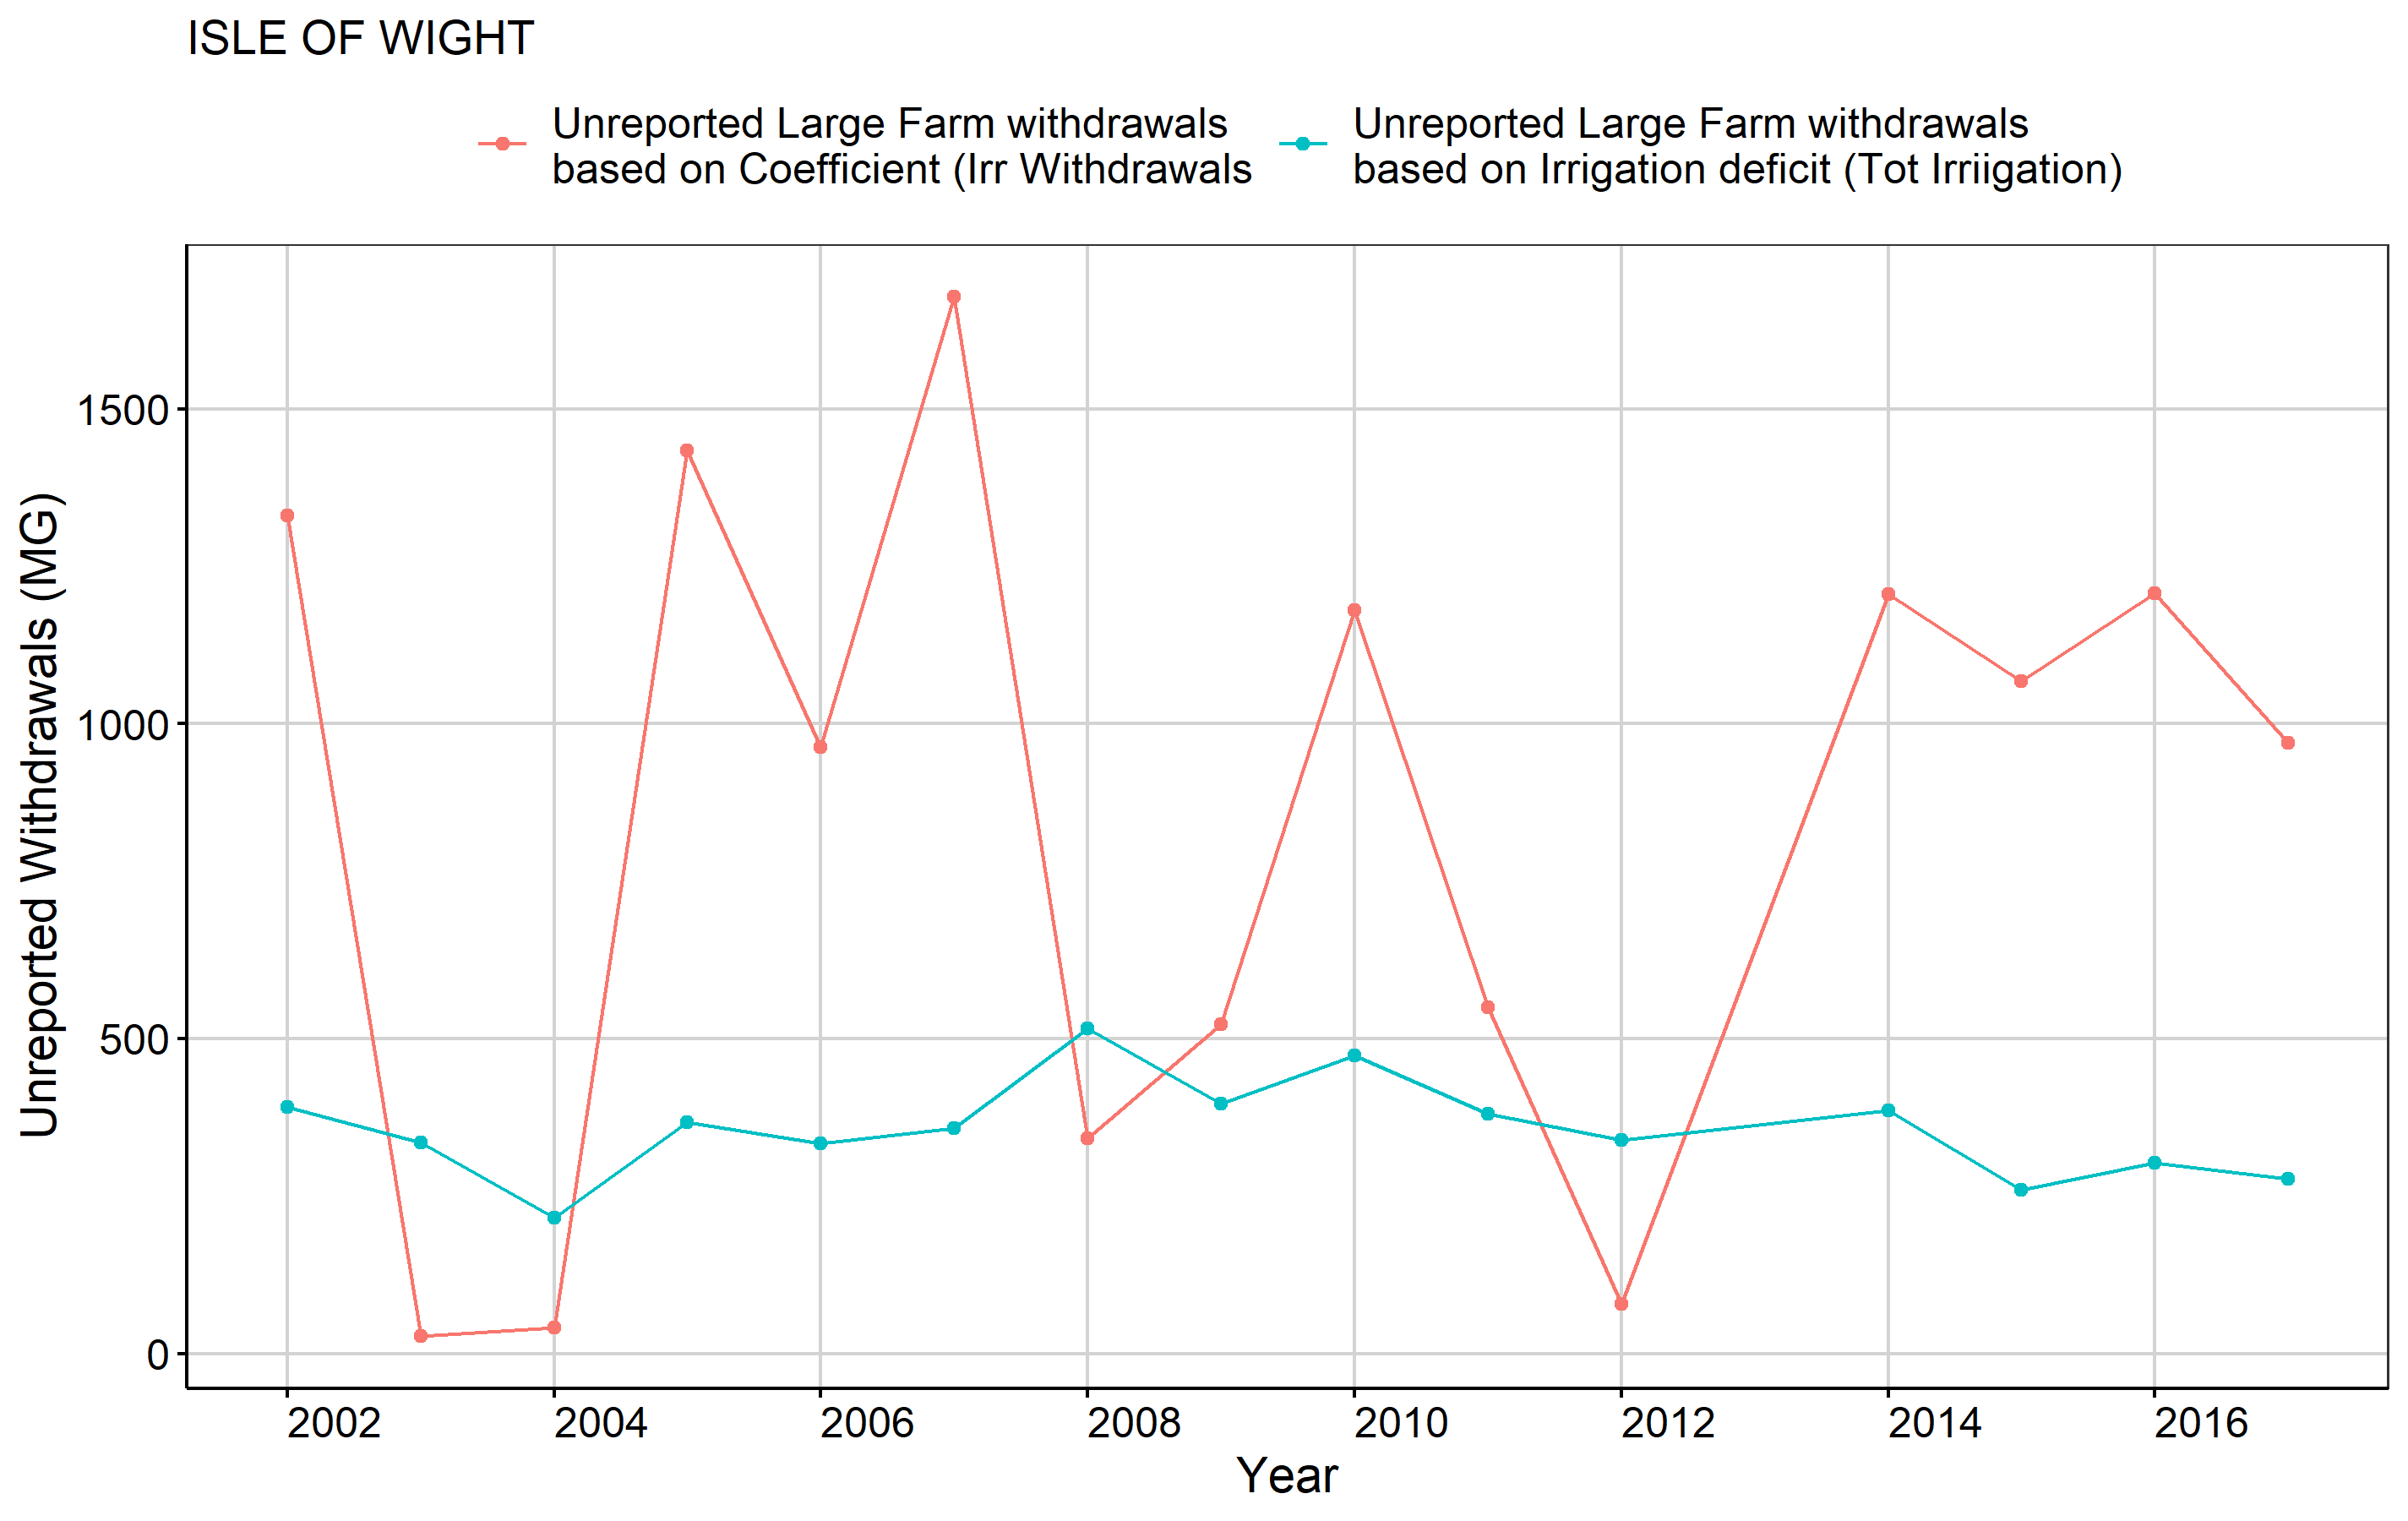 ISLE OF WIGHT
Unreported Large Farm withdrawals
based on Coefficient (Irr Withdrawals
Unreported Large Farm withdrawals
based on Irrigation deficit (Tot Irriigation)
Unreported Withdrawals (MG)
1500
1000
500
0
2002 2004 2006 2008 2010 2012 2014 2016
Year